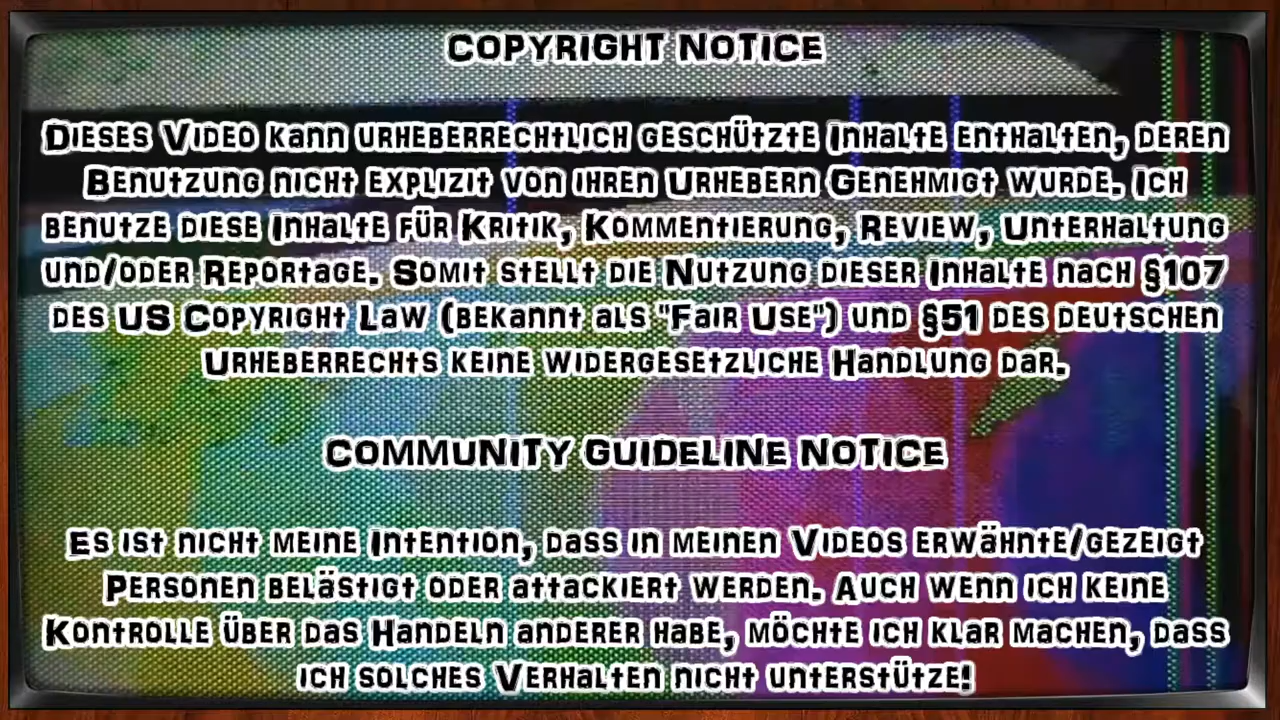 COPYRIGHT NOTICE
Dieses Video kann urheberrechtlich geschützte Inhalte enthalten, deren
Benutzung nicht explizit von ihren Urhebern Genehmigt wurde. Ich
benutze diese Inhalte für Kritik, Kommentierung, Review, Unterhaltung
und/oder Reportage. Somit stellt die Nutzung dieser Inhalte nach §107
des US Copyright Law (bekannt als "Fair Use") und §51 des deutschen
Urheberrechts keine widergesetzliche Handlung dar.
COMMUNITY GUIDELINE NOTICE
Es ist nicht meine Intention, dass in meinen Videos erwähnte/gezeigt
Personen belästigt oder attackiert werden. Auch wenn ich keine
Kontrolle über das Handeln anderer habe, möchte ich klar machen, dass
ich solches Verhalten nicht unterstütze!